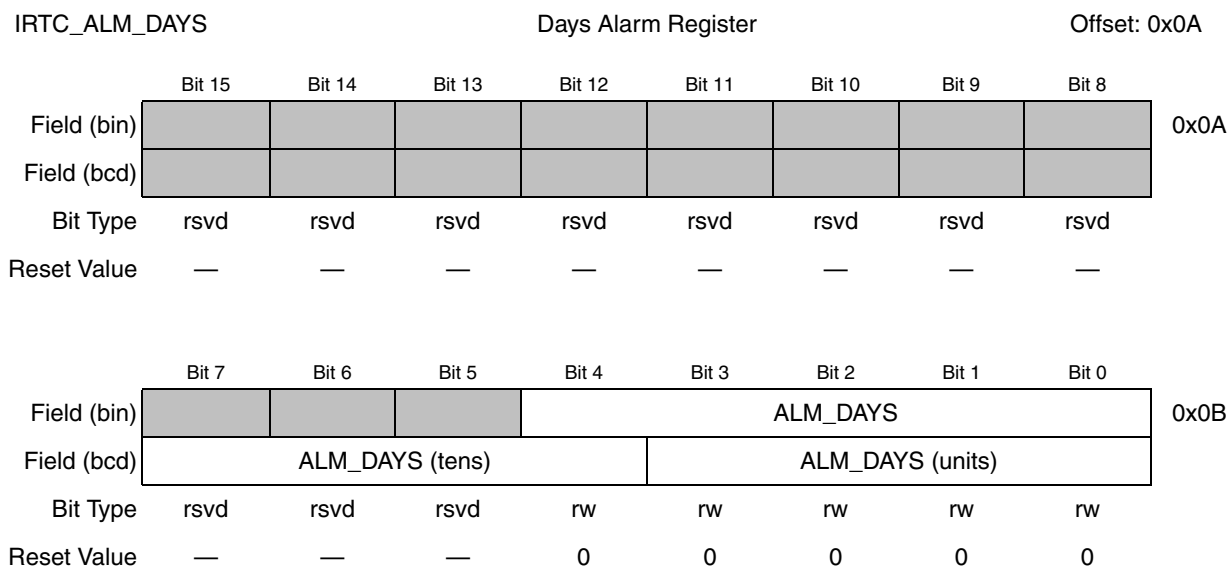 IRTC_ALM_DAYS Days Alarm Register Offset: 0x0A
Bit 15 Bit 14 Bit 13 Bit 12 Bit 11 Bit 10 Bit 9 Bit 8
Field (bin) 0x0A
Field (bcd)
Bit Type rsvd rsvd rsvd rsvd rsvd rsvd rsvd rsvd
Reset Value — — — — — — — —
Bit 7 Bit 6 Bit 5 Bit 4 Bit 3 Bit 2 Bit 1 Bit 0
Field (bin) ALM_DAYS 0x0B
Field (bcd) ALM_DAYS (tens) ALM_DAYS (units)
Bit Type rsvd rsvd rsvd rw rw rw rw rw
Reset Value — — — 0 0 0 0 0